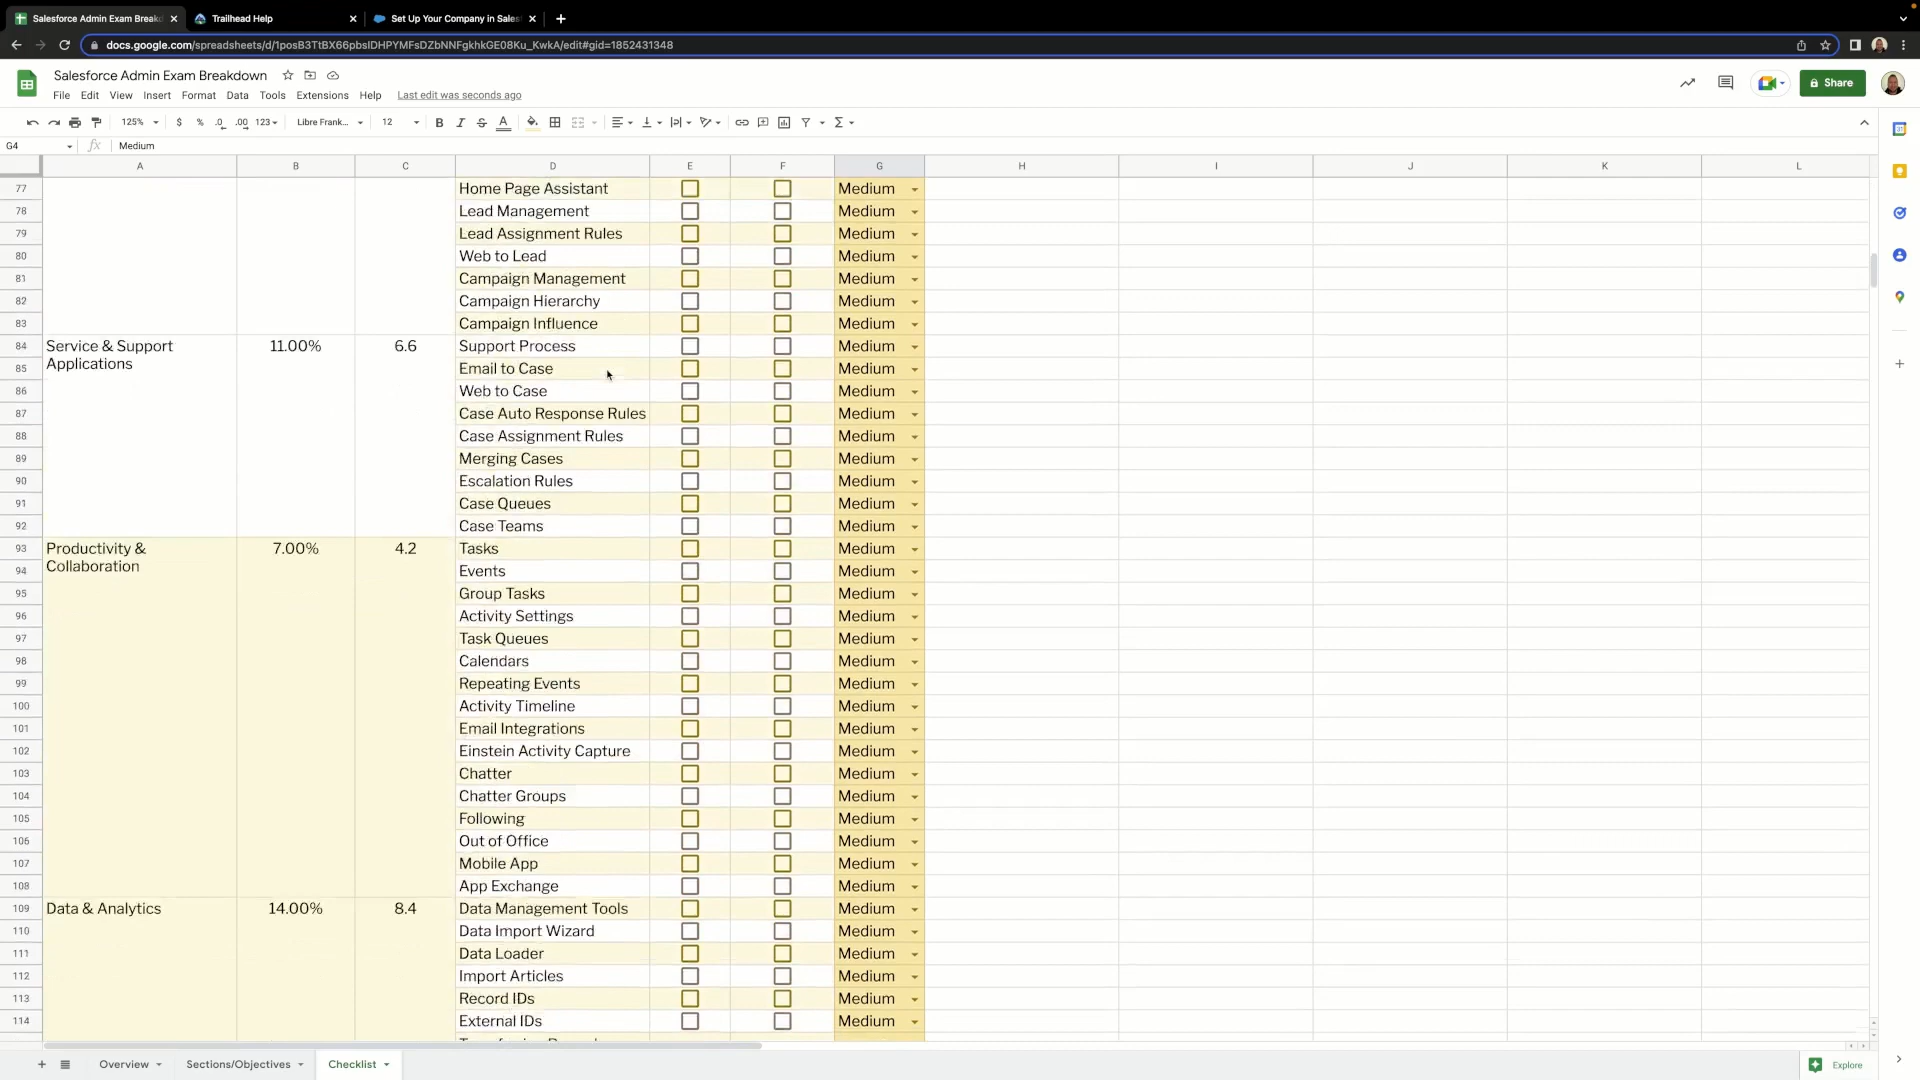 Salesforce Admin Exam Breakd
Trailhead Help
Set Up Your Company in Sales
docs.google.com/spreadsheets/d/1posB3TtBX66pbsIDHPYMFsDZbNNFgkhkGE08Ku_KwkA/edit#gid=1852431348
Salesforce Admin Exam Breakdown
File Edit View Insert Format Data Tools Extensions Help Last edit was seconds ago
Share
125% $ % .0 .00 123 Libre Frank... 12 B I S A
G4 fx Medium
A B C D E F G H I J K L
77 Home Page Assistant Medium
78 Lead Management Medium
79 Lead Assignment Rules Medium
80 Web to Lead Medium
81 Campaign Management Medium
82 Campaign Hierarchy Medium
83 Campaign Influence Medium
84 Service & Support 11.00% 6.6 Support Process Medium
Applications
85 Email to Case Medium
86 Web to Case Medium
87 Case Auto Response Rules Medium
88 Case Assignment Rules Medium
89 Merging Cases Medium
90 Escalation Rules Medium
91 Case Queues Medium
92 Case Teams Medium
93 Productivity & 7.00% 4.2 Tasks Medium
Collaboration
94 Events Medium
95 Group Tasks Medium
96 Activity Settings Medium
97 Task Queues Medium
98 Calendars Medium
99 Repeating Events Medium
100 Activity Timeline Medium
101 Email Integrations Medium
102 Einstein Activity Capture Medium
103 Chatter Medium
104 Chatter Groups Medium
105 Following Medium
106 Out of Office Medium
107 Mobile App Medium
108 App Exchange Medium
109 Data & Analytics 14.00% 8.4 Data Management Tools Medium
110 Data Import Wizard Medium
111 Data Loader Medium
112 Import Articles Medium
113 Record IDs Medium
114 External IDs Medium
Overview Sections/Objectives Checklist Explore